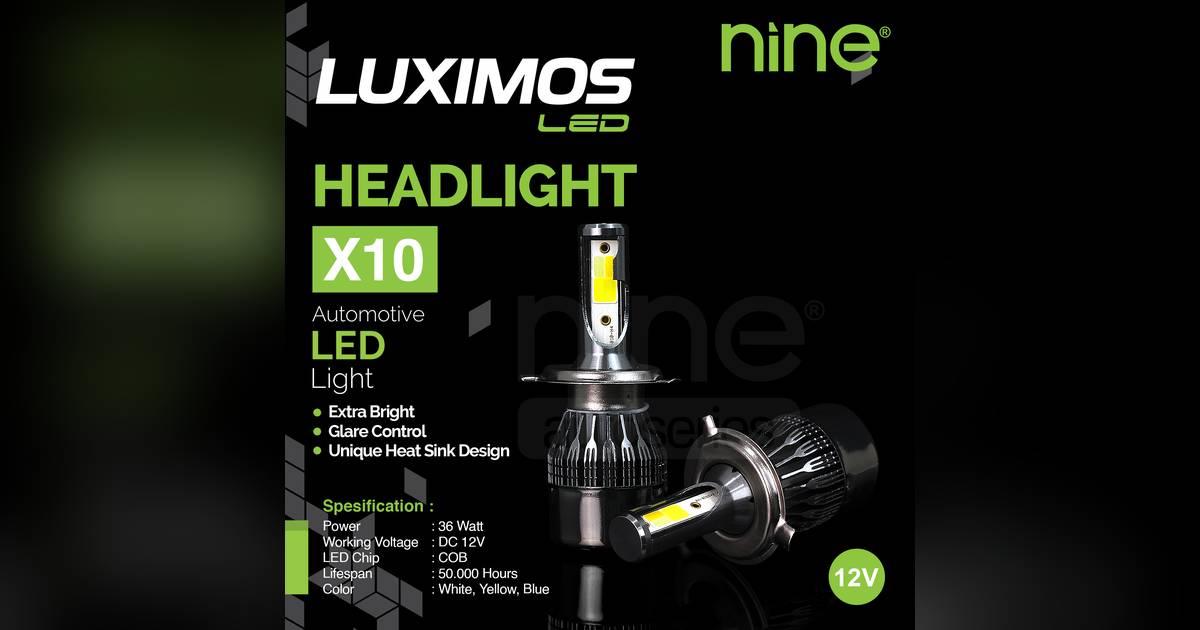 nine®
LUXIMOS
LED
HEADLIGHT
X10
Automotive
LED
Light
Extra Bright
Glare Control
Unique Heat Sink Design
nine®
series
Spesification :
Power : 36 Watt
Working Voltage : DC 12V
LED Chip : COB
Lifespan : 50.000 Hours
Color : White, Yellow, Blue
12V